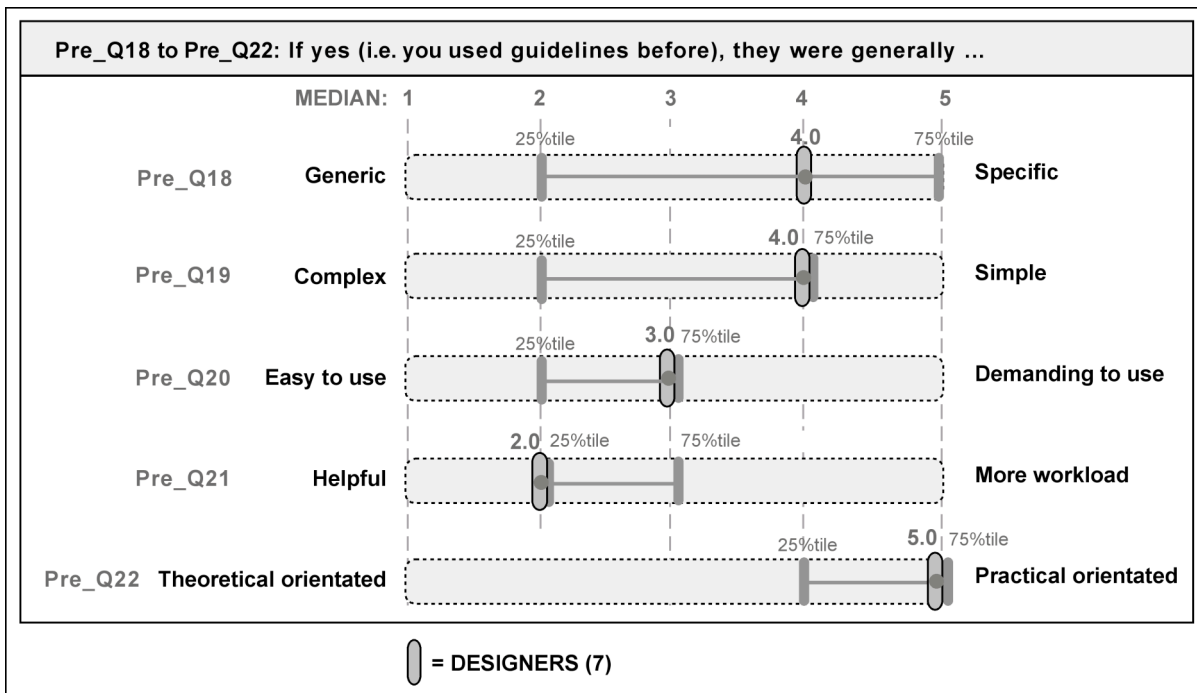 Pre_Q18 to Pre_Q22: If yes (i.e. you used guidelines before), they were generally ...
MEDIAN: 1 2 3 4 5
25%tile 4.0 75%tile
Pre_Q18 Generic Specific
25%tile 4.0 75%tile
Pre_Q19 Complex Simple
25%tile 3.0 75%tile
Pre_Q20 Easy to use Demanding to use
2.0 25%tile 75%tile
Pre_Q21 Helpful More workload
25%tile 5.0 75%tile
Pre_Q22 Theoretical orientated Practical orientated
= DESIGNERS (7)